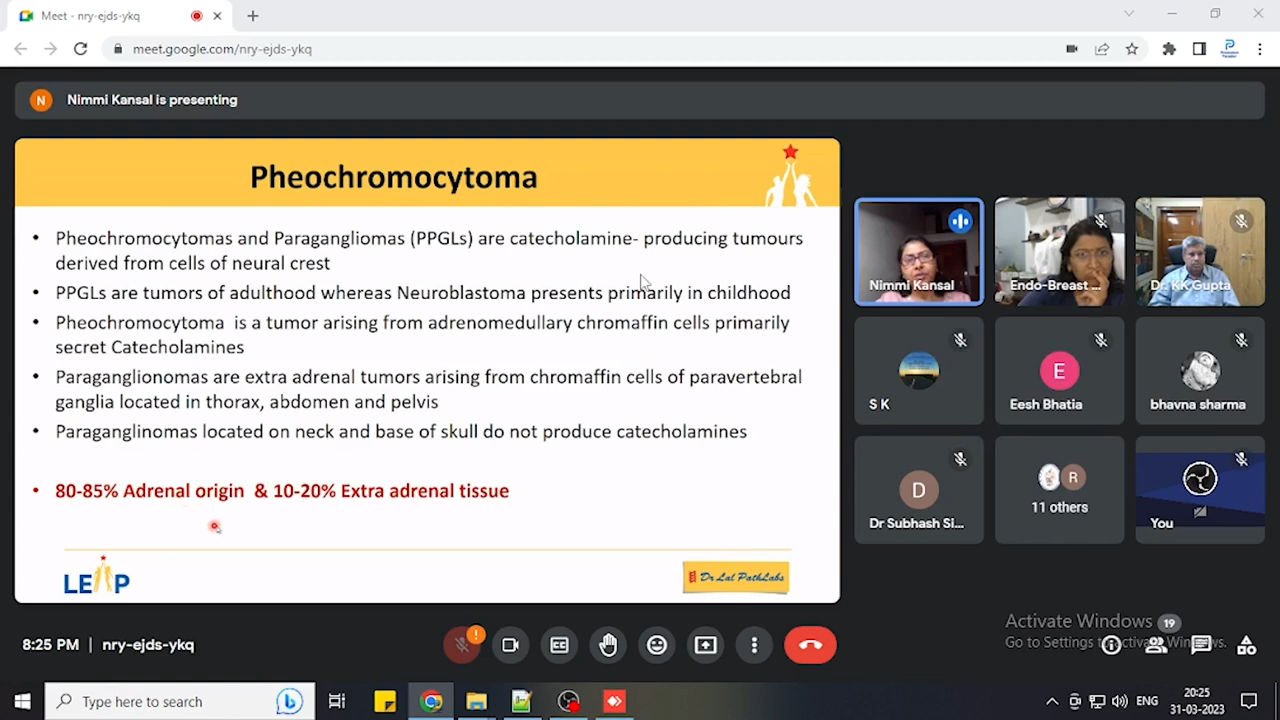 Meet - nry-ejds-ykq
meet.google.com/nry-ejds-ykq
N
Nimmi Kansal is presenting
Pheochromocytoma
• Pheochromocytomas and Paragangliomas (PPGLs) are catecholamine- producing tumours
derived from cells of neural crest
• PPGLs are tumors of adulthood whereas Neuroblastoma presents primarily in childhood
• Pheochromocytoma is a tumor arising from adrenomedullary chromaffin cells primarily
secret Catecholamines
• Paraganglionomas are extra adrenal tumors arising from chromaffin cells of paravertebral
ganglia located in thorax, abdomen and pelvis
• Paraganglinomas located on neck and base of skull do not produce catecholamines
• 80-85% Adrenal origin & 10-20% Extra adrenal tissue
LEAP
Dr Lal PathLabs
Nimmi Kansal
Endo-Breast ...
Dr. KK Gupta
S K
E
Eesh Bhatia
bhavna sharma
D
Dr Subhash Si...
R
11 others
You
8:25 PM | nry-ejds-ykq
Activate Windows
Go to Settings to activate Windows.
19
Type here to search
ENG
20:25
31-03-2023